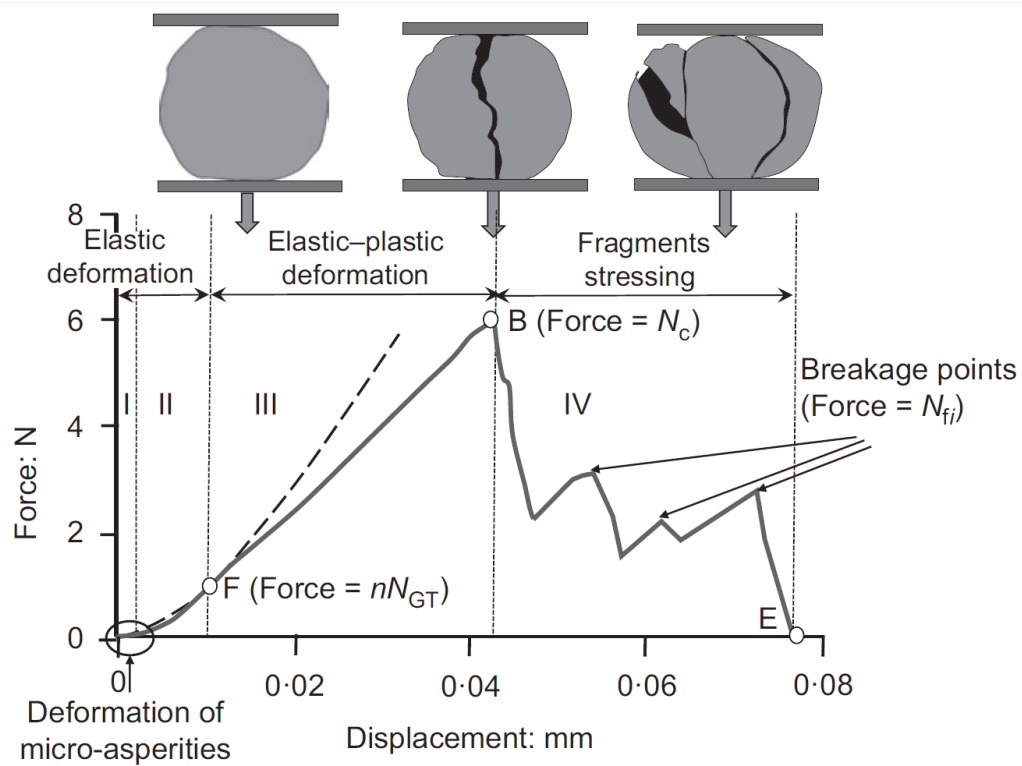 8
Elastic
deformation
Elastic–plastic
deformation
Fragments
stressing
6
B (Force = Nc)
Breakage points
(Force = Nfi)
I
II
III
IV
4
Force: N
2
F (Force = nNGT)
E
0
0
0·02
0·04
0·06
0·08
Deformation of
micro-asperities
Displacement: mm